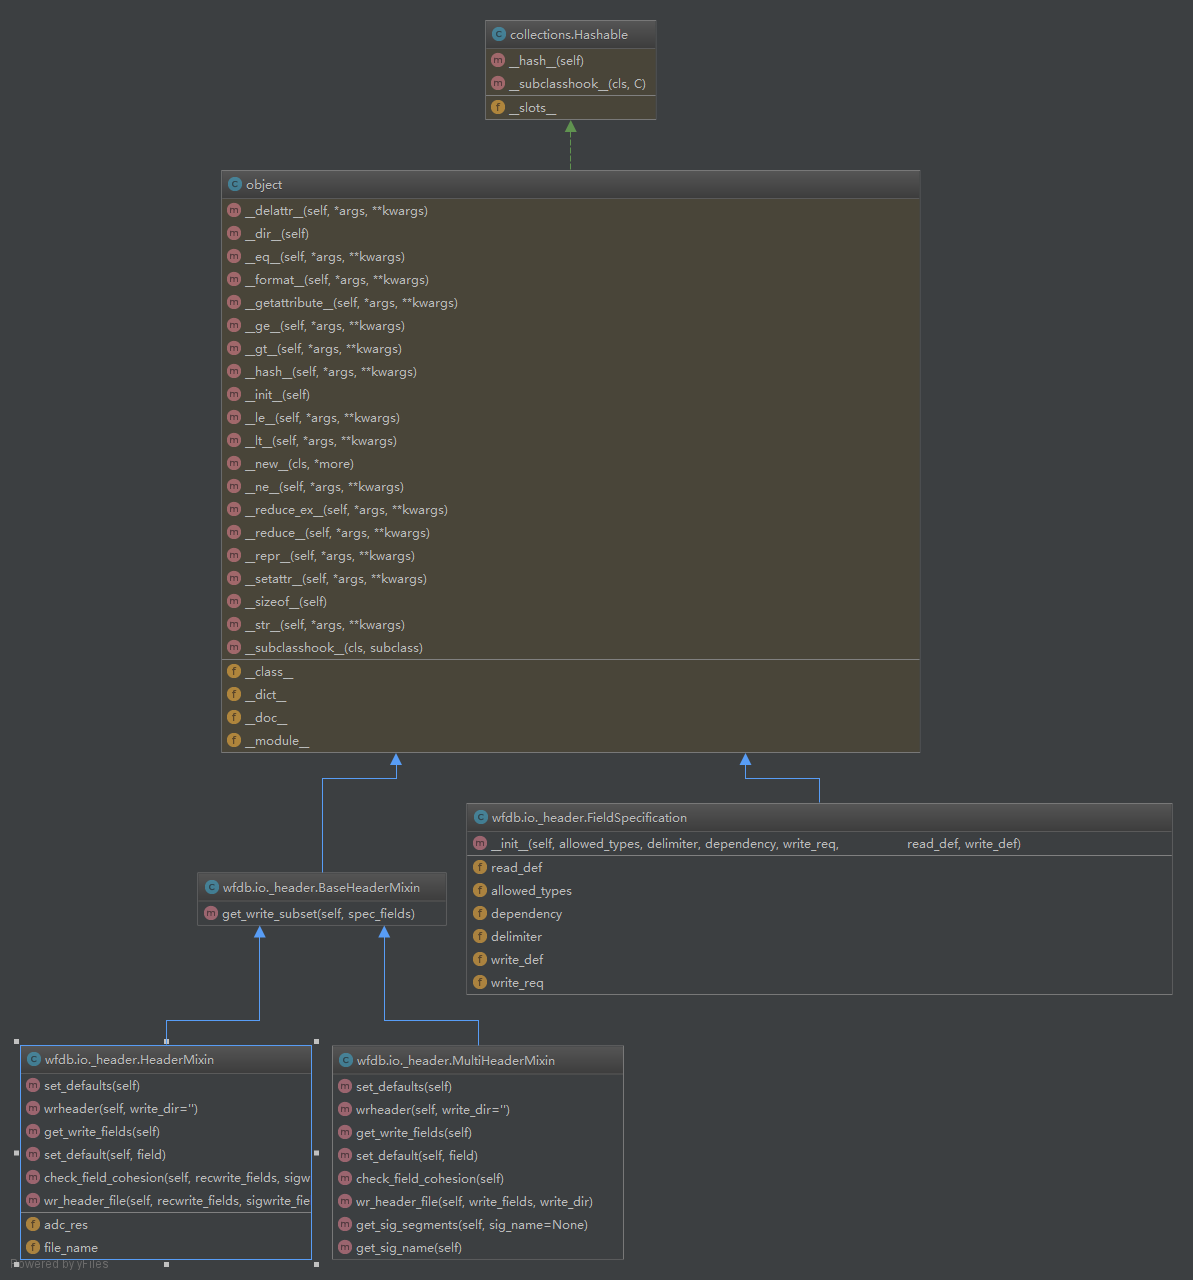 collections.Hashable
__hash__(self)
__subclasshook__(cls, C)
__slots__
object
__delattr__(self, *args, **kwargs)
__dir__(self)
__eq__(self, *args, **kwargs)
__format__(self, *args, **kwargs)
__getattribute__(self, *args, **kwargs)
__ge__(self, *args, **kwargs)
__gt__(self, *args, **kwargs)
__hash__(self, *args, **kwargs)
__init__(self)
__le__(self, *args, **kwargs)
__lt__(self, *args, **kwargs)
__new__(cls, *more)
__ne__(self, *args, **kwargs)
__reduce_ex__(self, *args, **kwargs)
__reduce__(self, *args, **kwargs)
__repr__(self, *args, **kwargs)
__setattr__(self, *args, **kwargs)
__sizeof__(self)
__str__(self, *args, **kwargs)
__subclasshook__(cls, subclass)
__class__
__dict__
__doc__
__module__
wfdb.io._header.FieldSpecification
__init__(self, allowed_types, delimiter, dependency, write_req, read_def, write_def)
read_def
allowed_types
dependency
delimiter
write_def
write_req
wfdb.io._header.BaseHeaderMixin
get_write_subset(self, spec_fields)
wfdb.io._header.HeaderMixin
set_defaults(self)
wrheader(self, write_dir='')
get_write_fields(self)
set_default(self, field)
check_field_cohesion(self, recwrite_fields, sigw
wr_header_file(self, recwrite_fields, sigwrite_fie
adc_res
file_name
wfdb.io._header.MultiHeaderMixin
set_defaults(self)
wrheader(self, write_dir='')
get_write_fields(self)
set_default(self, field)
check_field_cohesion(self)
wr_header_file(self, write_fields, write_dir)
get_sig_segments(self, sig_name=None)
get_sig_name(self)
Powered by yFiles